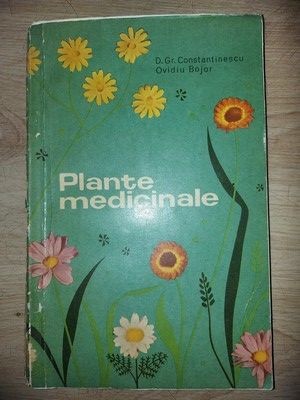 D. Gr. Constantinescu
Ovidiu Bojor
Plante
medicinale